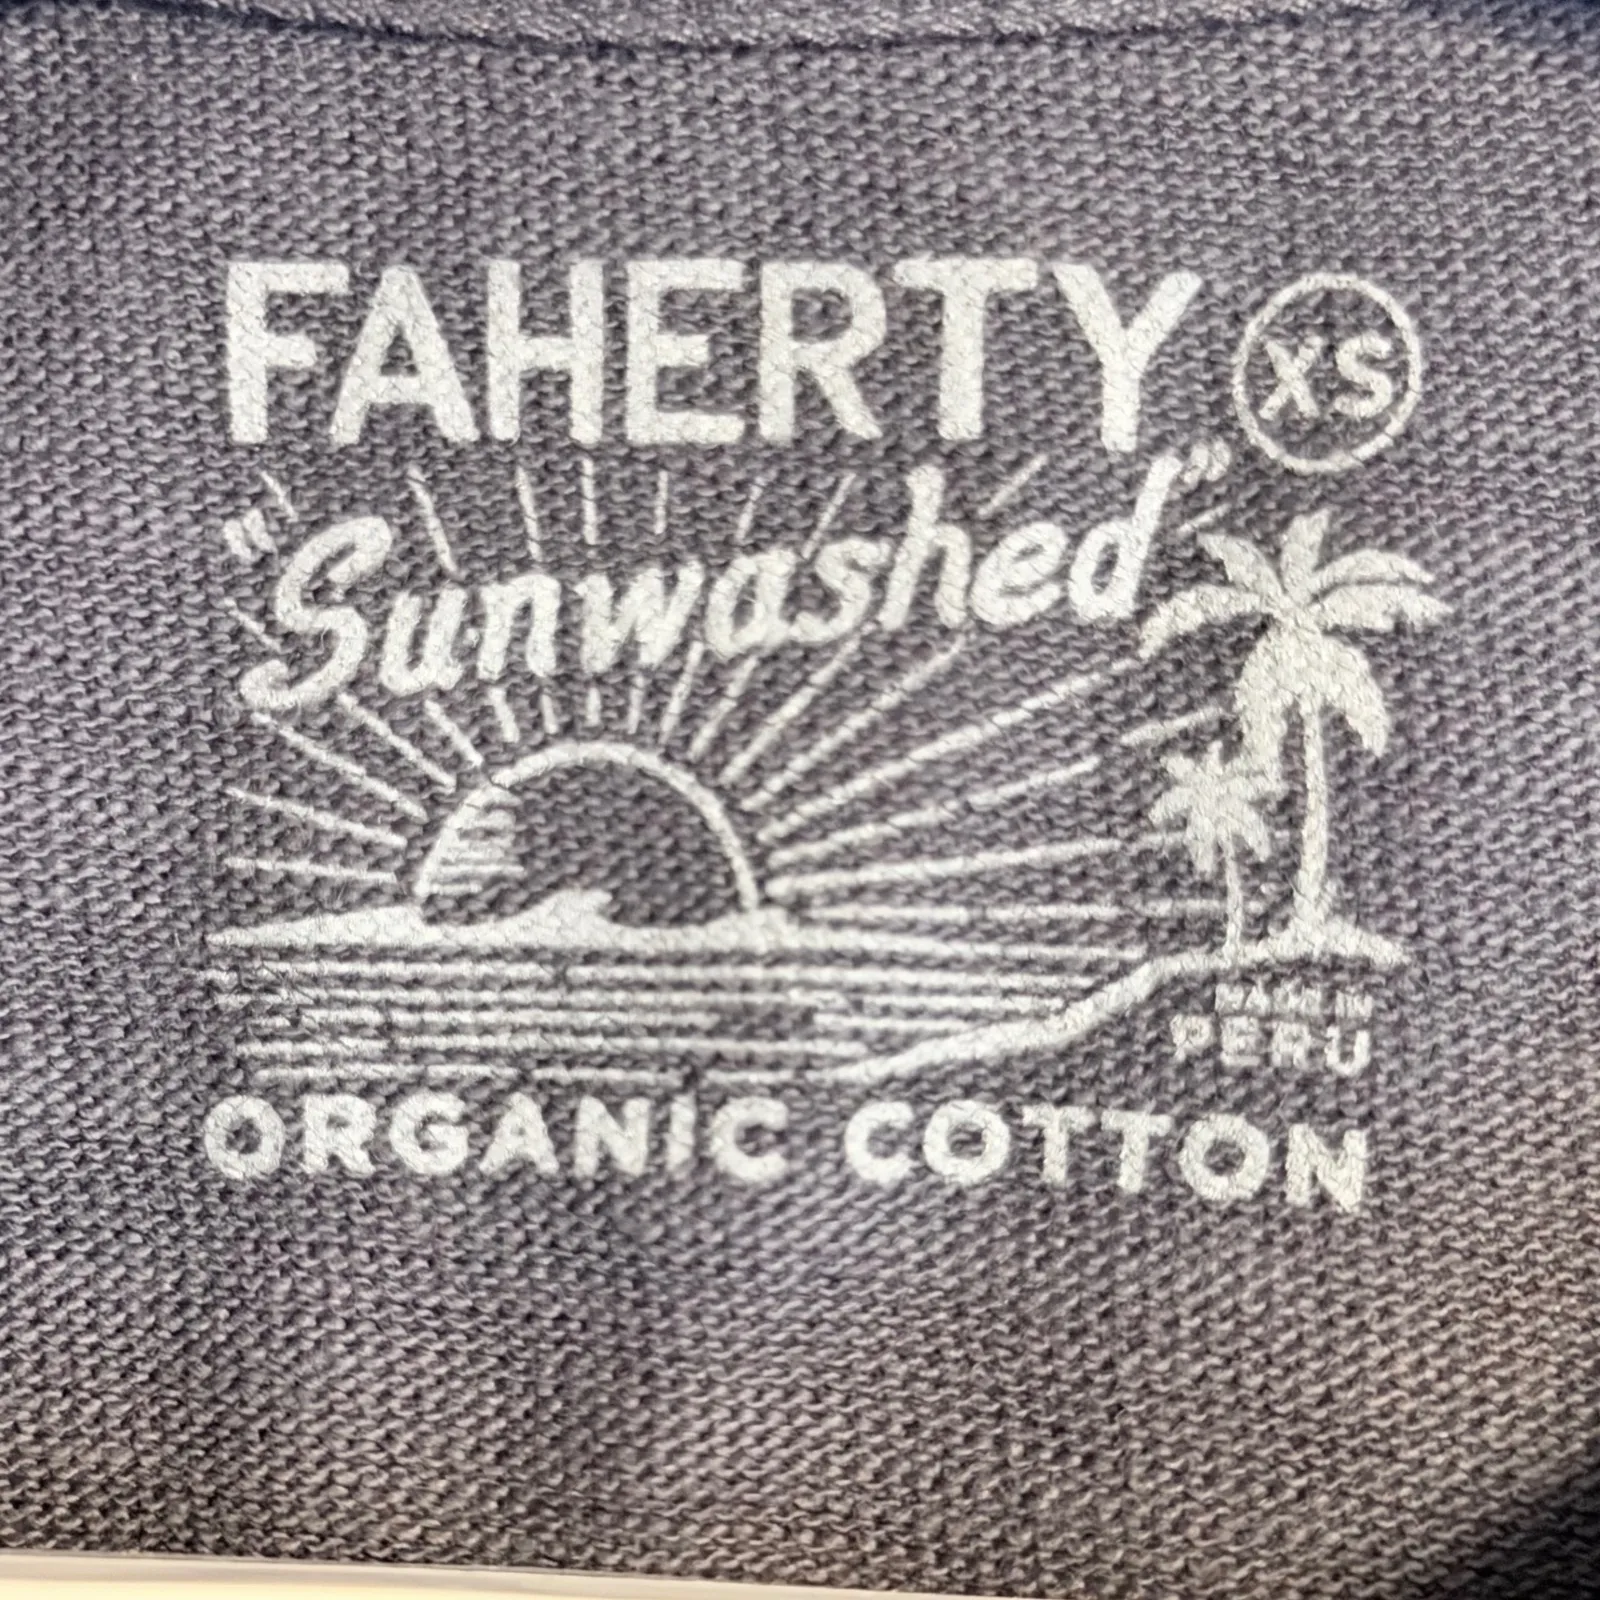 FAHERTY XS
"Sunwashed"
MADE IN
PERU
ORGANIC COTTON